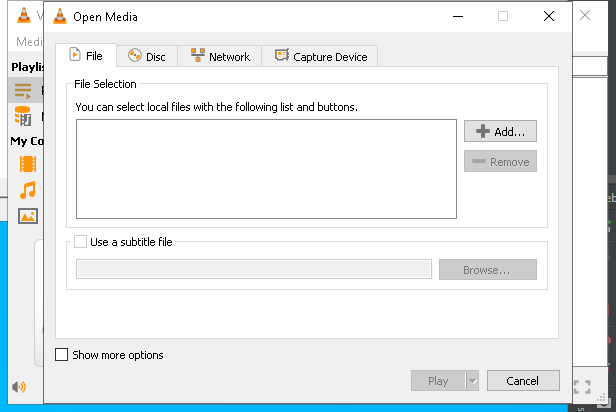 Open Media
Medi
File
Disc
Network
Capture Device
Playlis
File Selection
You can select local files with the following list and buttons.
Add...
Remove
My Co
Use a subtitle file
Browse...
Show more options
Play
Cancel